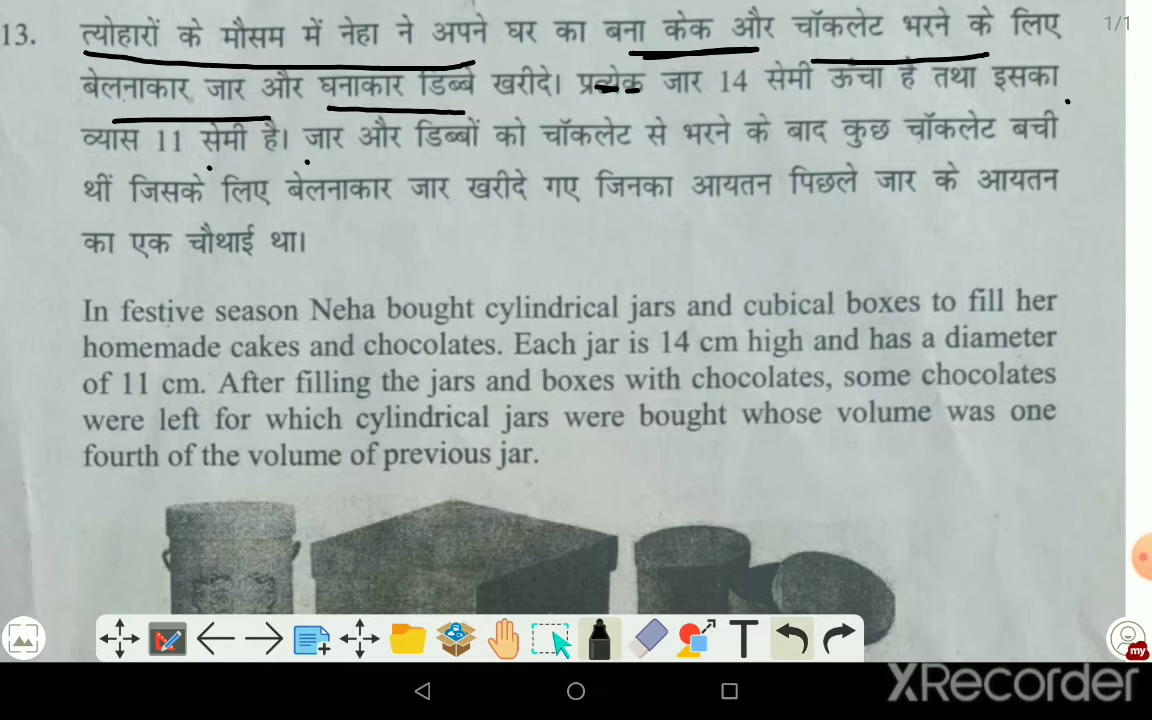 1/1
13. त्योहारों के मौसम में नेहा ने अपने घर का बना केक और चॉकलेट भरने के लिए
बेलनाकार जार और घनाकार डिब्बे खरीदे। प्रत्येक जार 14 सेमी ऊंचा है तथा इसका
व्यास 11 सेमी है। जार और डिब्बों को चॉकलेट से भरने के बाद कुछ चॉकलेट बची
थीं जिसके लिए बेलनाकार जार खरीदे गए जिनका आयतन पिछले जार के आयतन
का एक चौथाई था।
In festive season Neha bought cylindrical jars and cubical boxes to fill her
homemade cakes and chocolates. Each jar is 14 cm high and has a diameter
of 11 cm. After filling the jars and boxes with chocolates, some chocolates
were left for which cylindrical jars were bought whose volume was one
fourth of the volume of previous jar.
T
my
XRecorder